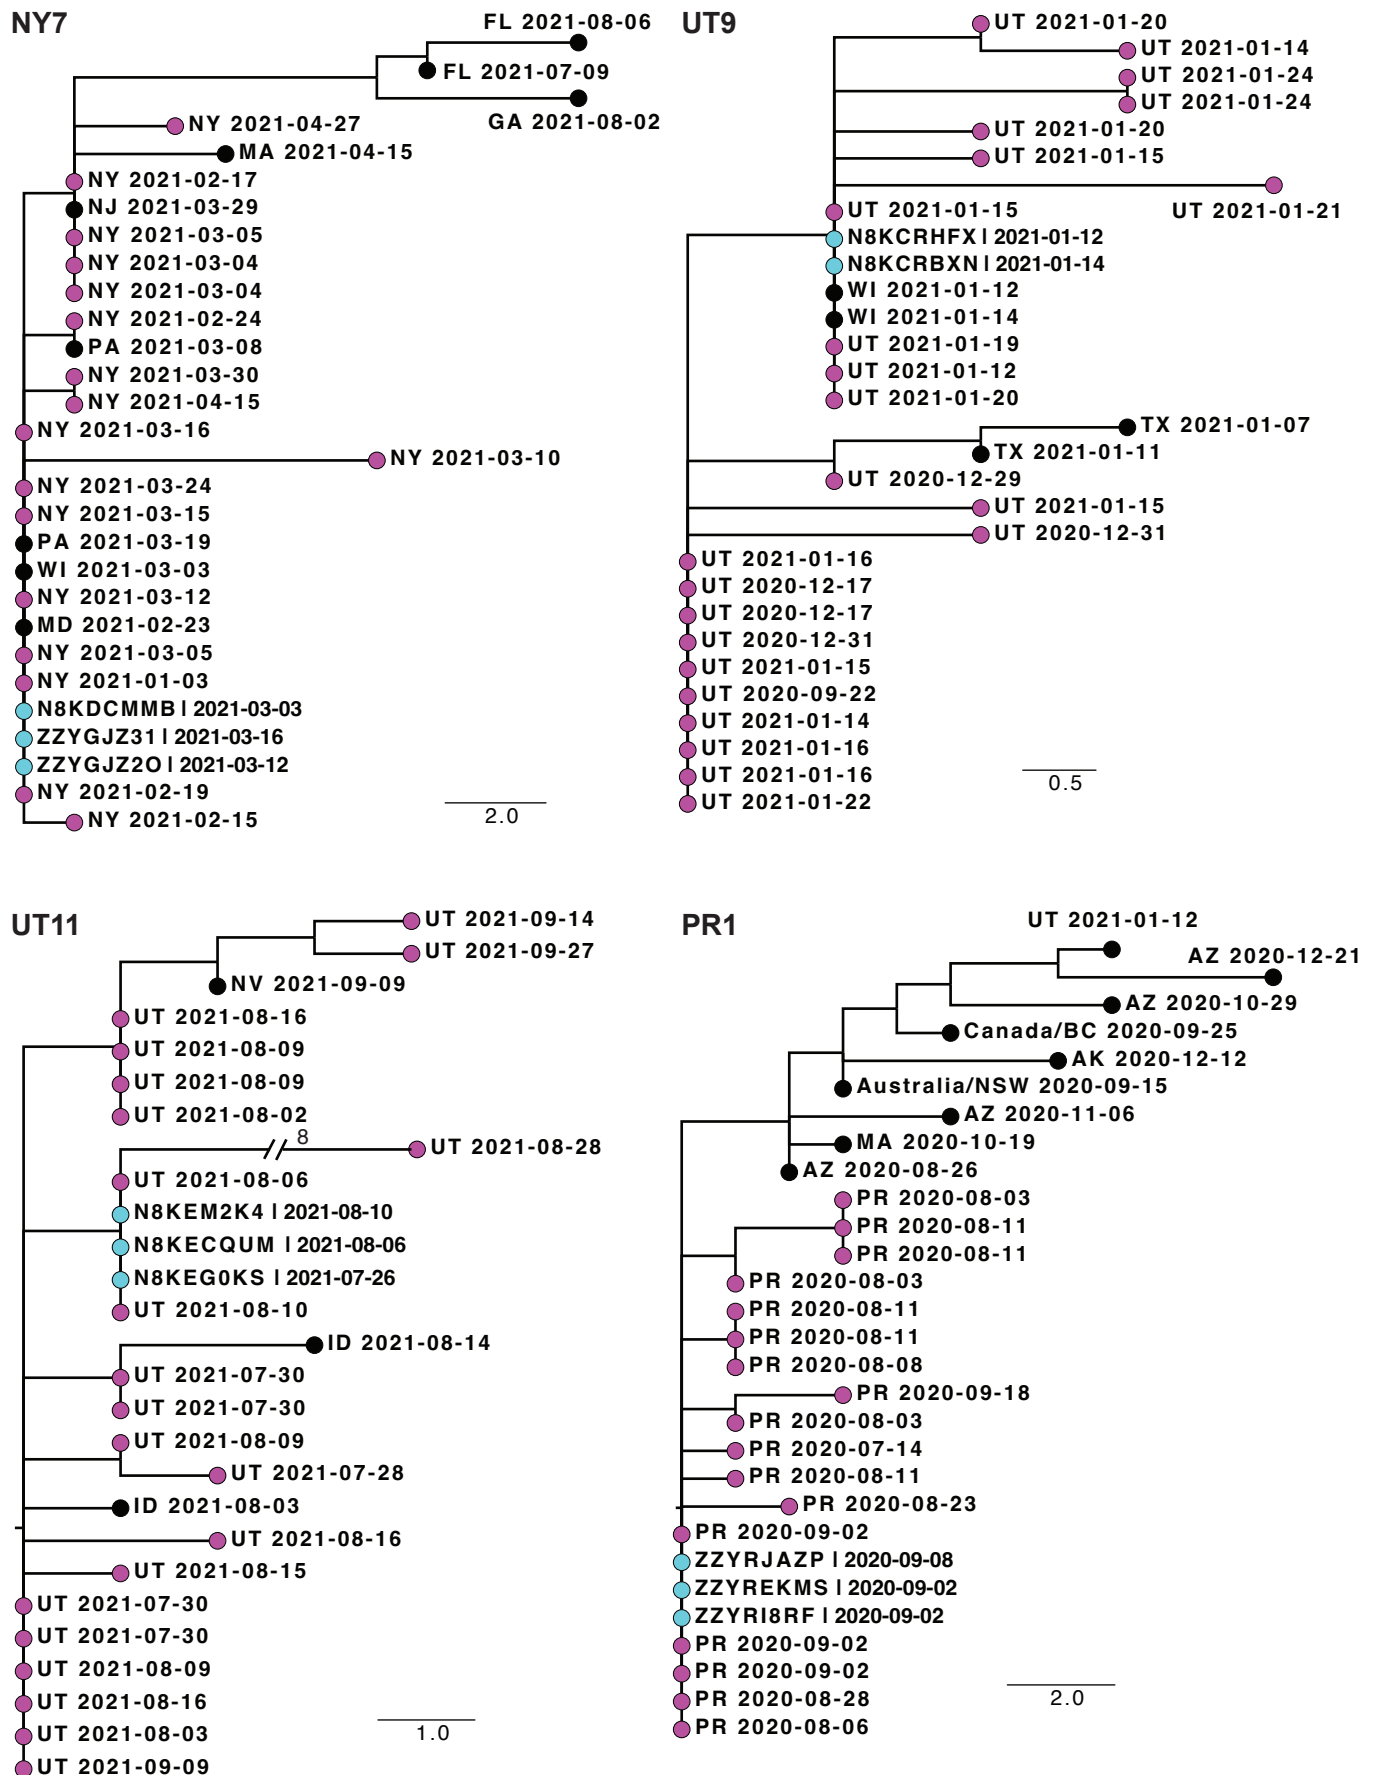 NY7
FL 2021-08-06
FL 2021-07-09
GA 2021-08-02
NY 2021-04-27
MA 2021-04-15
NY 2021-02-17
NJ 2021-03-29
NY 2021-03-05
NY 2021-03-04
NY 2021-03-04
NY 2021-02-24
PA 2021-03-08
NY 2021-03-30
NY 2021-04-15
NY 2021-03-16
NY 2021-03-10
NY 2021-03-24
NY 2021-03-15
PA 2021-03-19
WI 2021-03-03
NY 2021-03-12
MD 2021-02-23
NY 2021-03-05
NY 2021-01-03
N8KDCMMB | 2021-03-03
ZZYGJZ31 | 2021-03-16
ZZYGJZ2O | 2021-03-12
NY 2021-02-19
NY 2021-02-15
2.0
UT9
UT 2021-01-20
UT 2021-01-14
UT 2021-01-24
UT 2021-01-24
UT 2021-01-20
UT 2021-01-15
UT 2021-01-21
UT 2021-01-15
N8KCRHFX | 2021-01-12
N8KCRBXN | 2021-01-14
WI 2021-01-12
WI 2021-01-14
UT 2021-01-19
UT 2021-01-12
UT 2021-01-20
TX 2021-01-07
TX 2021-01-11
UT 2020-12-29
UT 2021-01-15
UT 2020-12-31
UT 2021-01-16
UT 2020-12-17
UT 2020-12-17
UT 2020-12-31
UT 2021-01-15
UT 2020-09-22
UT 2021-01-14
UT 2021-01-16
UT 2021-01-16
UT 2021-01-22
0.5
UT11
UT 2021-09-14
UT 2021-09-27
NV 2021-09-09
UT 2021-08-16
UT 2021-08-09
UT 2021-08-09
UT 2021-08-02
8
UT 2021-08-28
UT 2021-08-06
N8KEM2K4 | 2021-08-10
N8KECQUM | 2021-08-06
N8KEG0KS | 2021-07-26
UT 2021-08-10
ID 2021-08-14
UT 2021-07-30
UT 2021-07-30
UT 2021-08-09
UT 2021-07-28
ID 2021-08-03
UT 2021-08-16
UT 2021-08-15
UT 2021-07-30
UT 2021-07-30
UT 2021-08-09
UT 2021-08-16
UT 2021-08-03
UT 2021-09-09
1.0
PR1
UT 2021-01-12
AZ 2020-12-21
AZ 2020-10-29
Canada/BC 2020-09-25
AK 2020-12-12
Australia/NSW 2020-09-15
AZ 2020-11-06
MA 2020-10-19
AZ 2020-08-26
PR 2020-08-03
PR 2020-08-11
PR 2020-08-11
PR 2020-08-03
PR 2020-08-11
PR 2020-08-11
PR 2020-08-08
PR 2020-09-18
PR 2020-08-03
PR 2020-07-14
PR 2020-08-11
PR 2020-08-23
PR 2020-09-02
ZZYRJAZP | 2020-09-08
ZZYREKMS | 2020-09-02
ZZYRI8RF | 2020-09-02
PR 2020-09-02
PR 2020-09-02
PR 2020-08-28
PR 2020-08-06
2.0